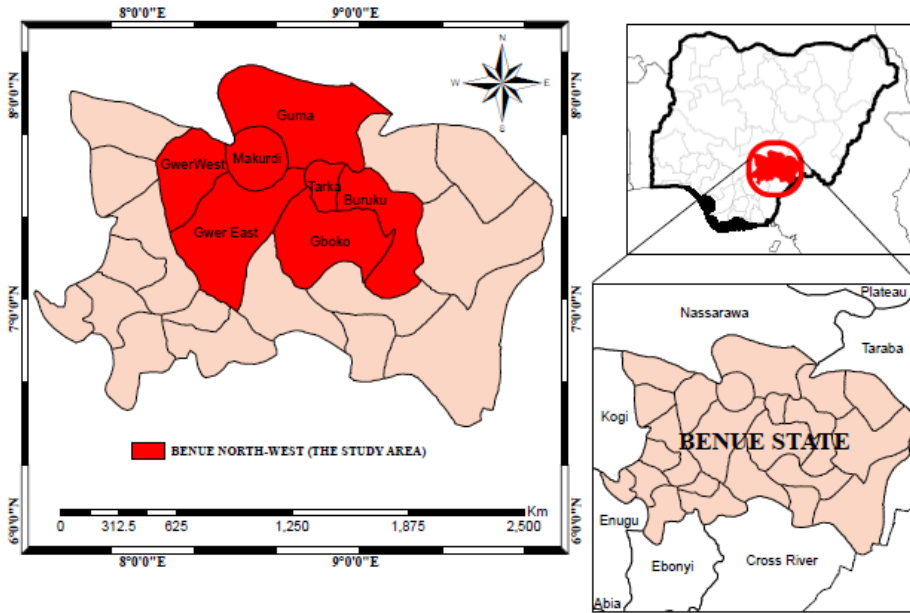 8°0'0"E
9°0'0"E
8°0'0"N
7°0'0"N
6°0'0"N
N
W
E
S
Guma
GwerWest
Makurdi
Tarka
Buruku
Gwer East
Gboko
BENUE NORTH-WEST (THE STUDY AREA)
Km
0
312.5
625
1,250
1,875
2,500
8°0'0"E
9°0'0"E
8°0'0"N
7°0'0"N
6°0'0"N
Plateau
Nassarawa
Taraba
Kogi
BENUE STATE
Enugu
Ebonyi
Cross River
Abia